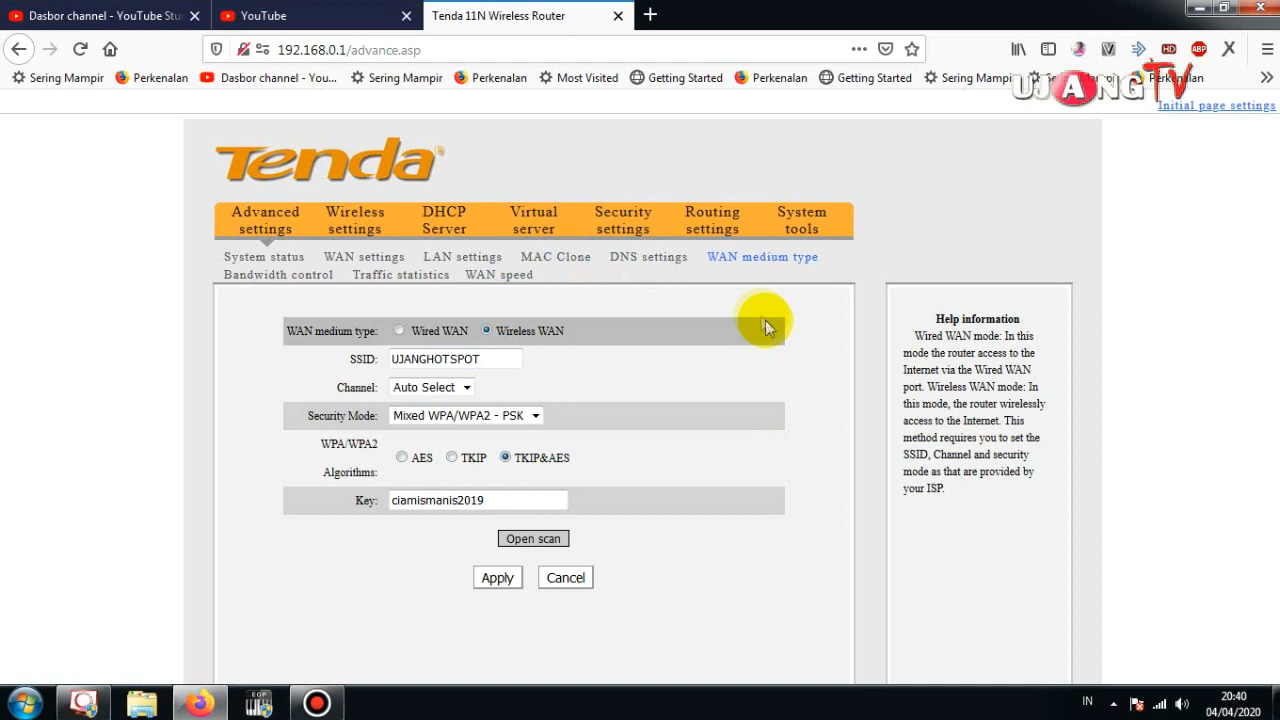 Dasbor channel - YouTube Stu
YouTube
Tenda 11N Wireless Router
192.168.0.1/advance.asp
Sering Mampir
Perkenalan
Dasbor channel - You...
Sering Mampir
Perkenalan
Most Visited
Getting Started
Perkenalan
Getting Started
Sering Mampi
Perkenalan
UJANGTV
Initial page settings
Tenda
Advanced settings
Wireless settings
DHCP Server
Virtual server
Security settings
Routing settings
System tools
System status
WAN settings
LAN settings
MAC Clone
DNS settings
WAN medium type
Bandwidth control
Traffic statistics
WAN speed
WAN medium type: Wired WAN Wireless WAN
SSID: UJANGHOTSPOT
Channel: Auto Select
Security Mode: Mixed WPA/WPA2 - PSK
WPA/WPA2
Algorithms:
AES TKIP TKIP&AES
Key: ciamismanis2019
Open scan
Apply Cancel
Help information
Wired WAN mode: In this
mode the router access to the
Internet via the Wired WAN
port. Wireless WAN mode: In
this mode, the router wirelessly
access to the Internet. This
method requires you to set the
SSID, Channel and security
mode as that are provided by
your ISP.
EOP
IN
20:40
04/04/2020
HD
ABP